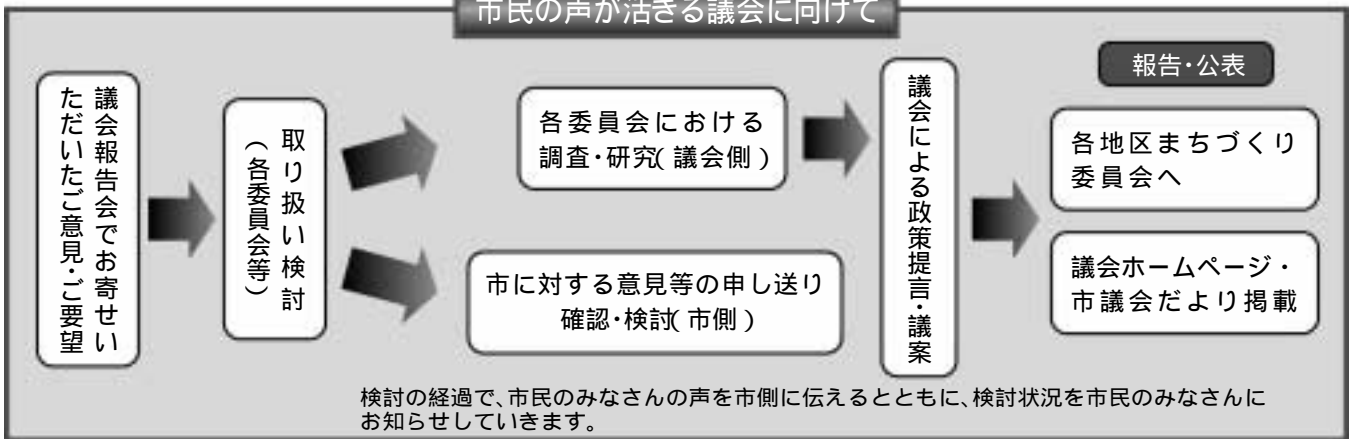 市民の声が活きる議会に向けて
議会報告会でお寄せい
ただいたご意見・ご要望
取り扱い検討
(各委員会等)
各委員会における
調査・研究(議会側)
市に対する意見等の申し送り
確認・検討(市側)
議会による政策提言・議案
報告・公表
各地区まちづくり
委員会へ
議会ホームページ・
市議会だより掲載
検討の経過で、市民のみなさんの声を市側に伝えるとともに、検討状況を市民のみなさんに
お知らせしていきます。